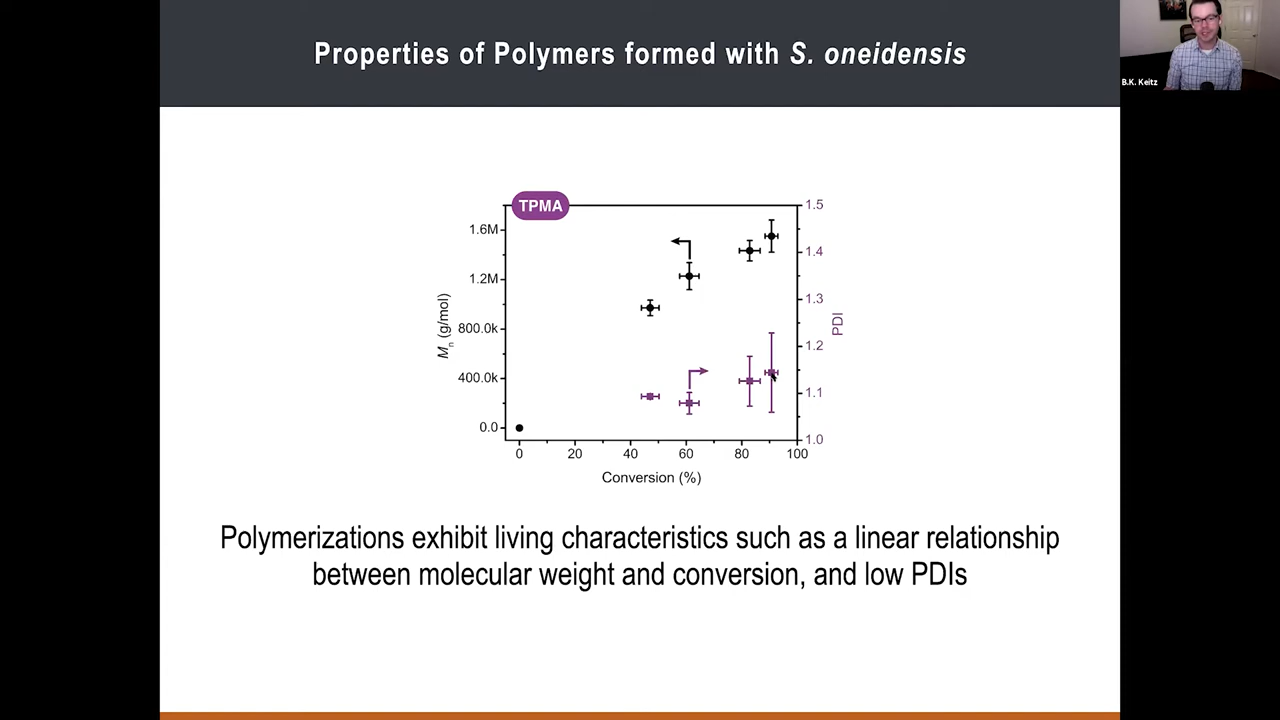 Properties of Polymers formed with S. oneidensis
B.K. Keitz
TPMA
1.6M
1.2M
800.0k
400.0k
0.0
Mn (g/mol)
1.5
1.4
1.3
1.2
1.1
1.0
PDI
0 20 40 60 80 100
Conversion (%)
Polymerizations exhibit living characteristics such as a linear relationship
between molecular weight and conversion, and low PDIs